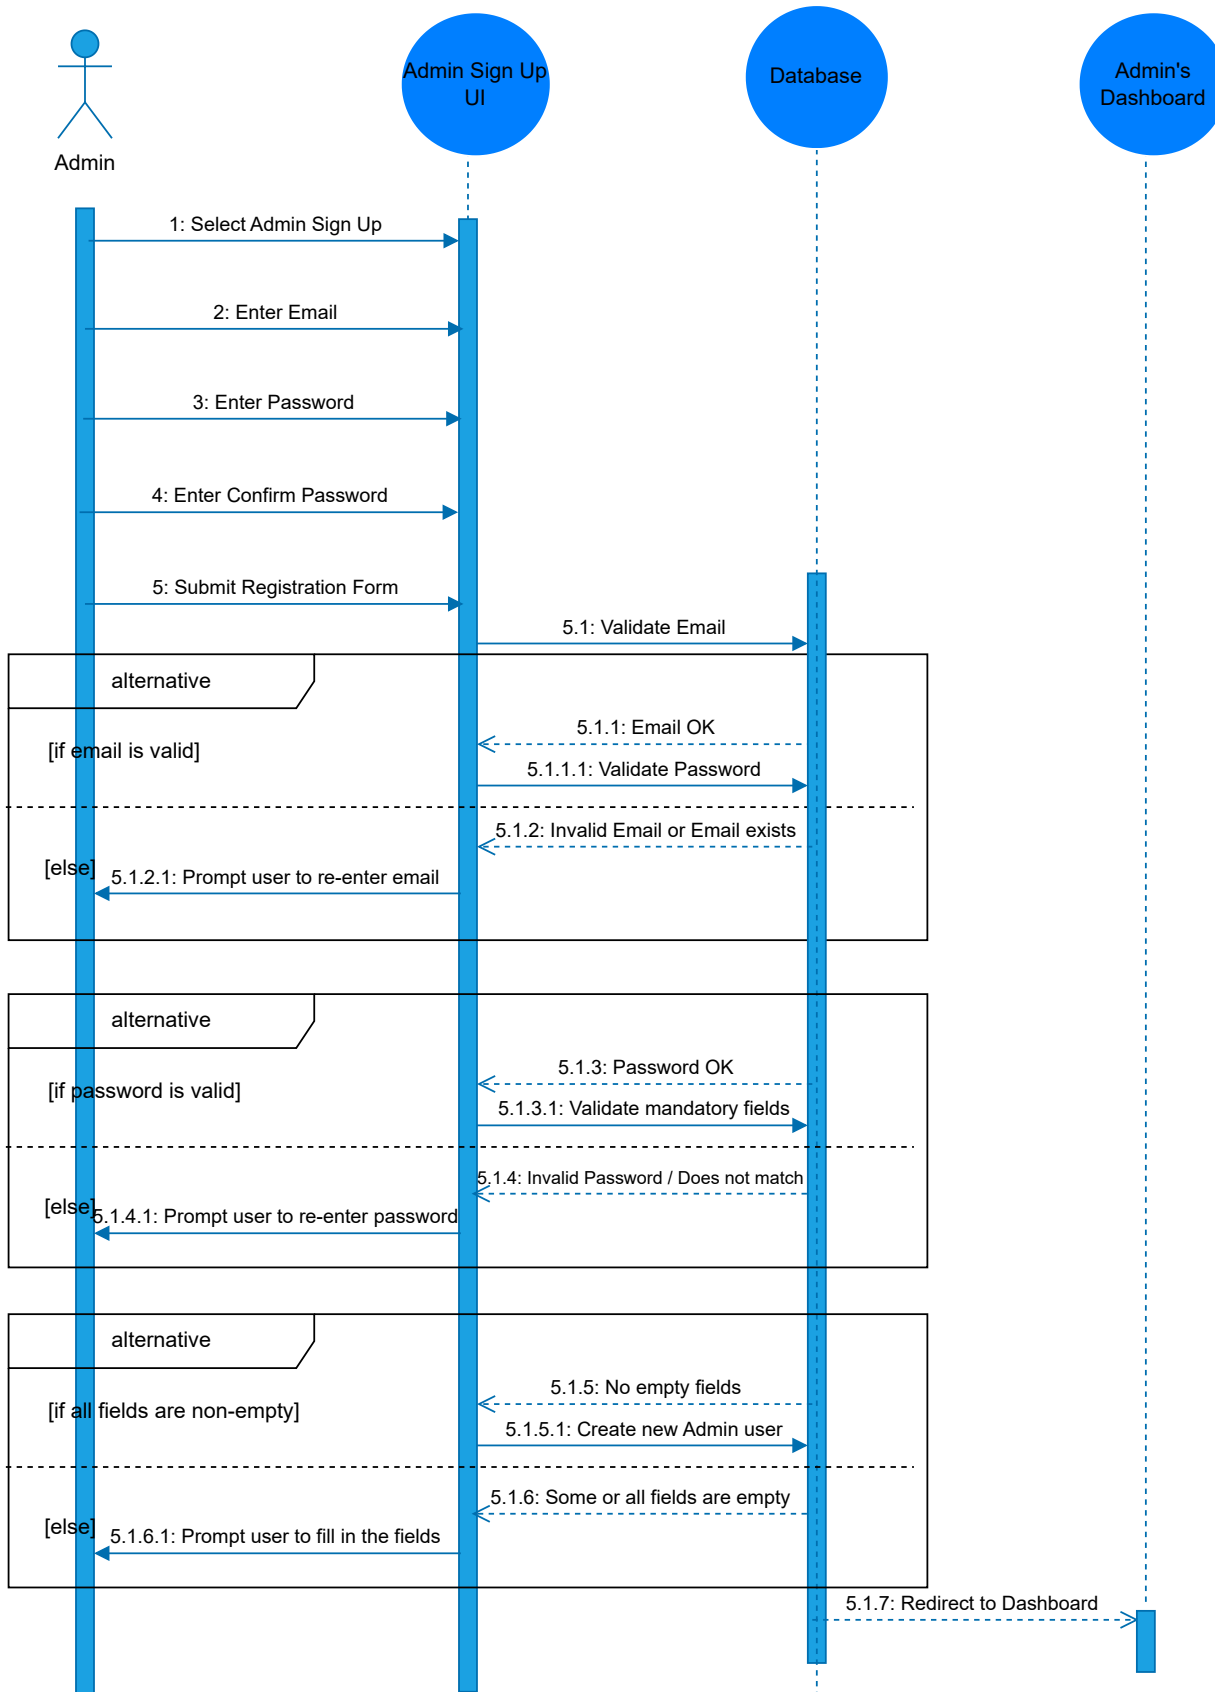 Admin
Admin Sign Up
UI
Database
Admin's
Dashboard
1: Select Admin Sign Up
2: Enter Email
3: Enter Password
4: Enter Confirm Password
5: Submit Registration Form
5.1: Validate Email
alternative
5.1.1: Email OK
[if email is valid]
5.1.1.1: Validate Password
5.1.2: Invalid Email or Email exists
[else]
5.1.2.1: Prompt user to re-enter email
alternative
5.1.3: Password OK
[if password is valid]
5.1.3.1: Validate mandatory fields
5.1.4: Invalid Password / Does not match
[else]
5.1.4.1: Prompt user to re-enter password
alternative
5.1.5: No empty fields
[if all fields are non-empty]
5.1.5.1: Create new Admin user
5.1.6: Some or all fields are empty
[else]
5.1.6.1: Prompt user to fill in the fields
5.1.7: Redirect to Dashboard